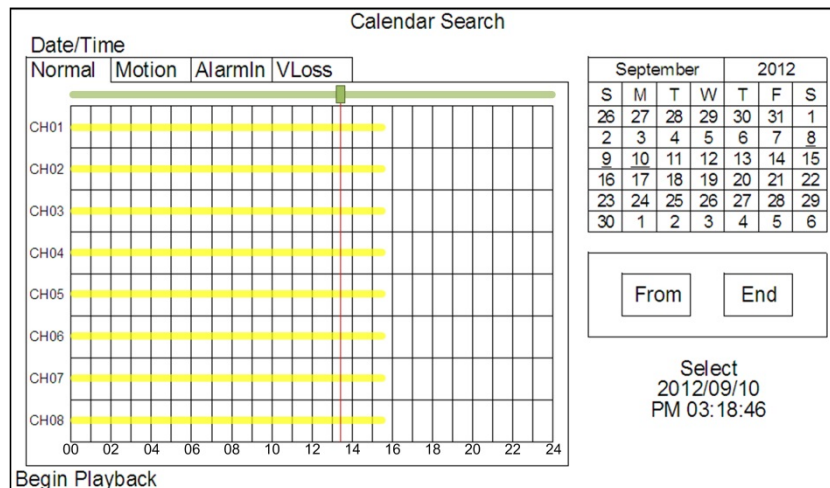 Calendar Search
Date/Time
Normal Motion AlarmIn VLoss
CH01
CH02
CH03
CH04
CH05
CH06
CH07
CH08
00 02 04 06 08 10 12 14 16 18 20 22 24
Begin Playback
September 2012
S M T W T F S
26 27 28 29 30 31 1
2 3 4 5 6 7 8
9 10 11 12 13 14 15
16 17 18 19 20 21 22
23 24 25 26 27 28 29
30 1 2 3 4 5 6
From End
Select
2012/09/10
PM 03:18:46